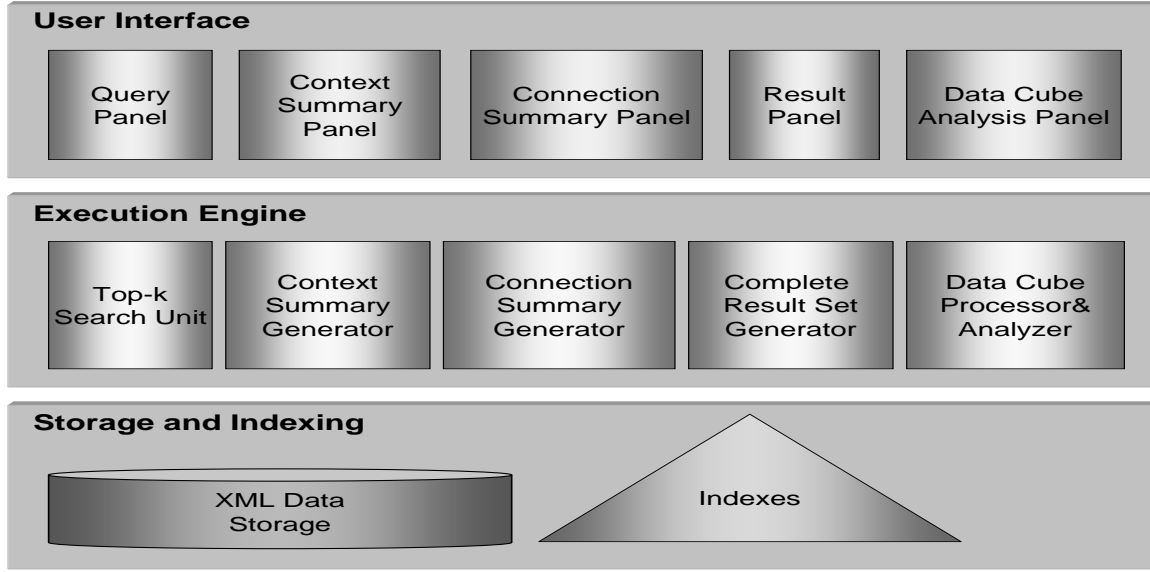 User Interface
Query
Panel
Context
Summary
Panel
Connection
Summary Panel
Result
Panel
Data Cube
Analysis Panel
Execution Engine
Top-k
Search Unit
Context
Summary
Generator
Connection
Summary
Generator
Complete
Result Set
Generator
Data Cube
Processor&
Analyzer
Storage and Indexing
XML Data
Storage
Indexes